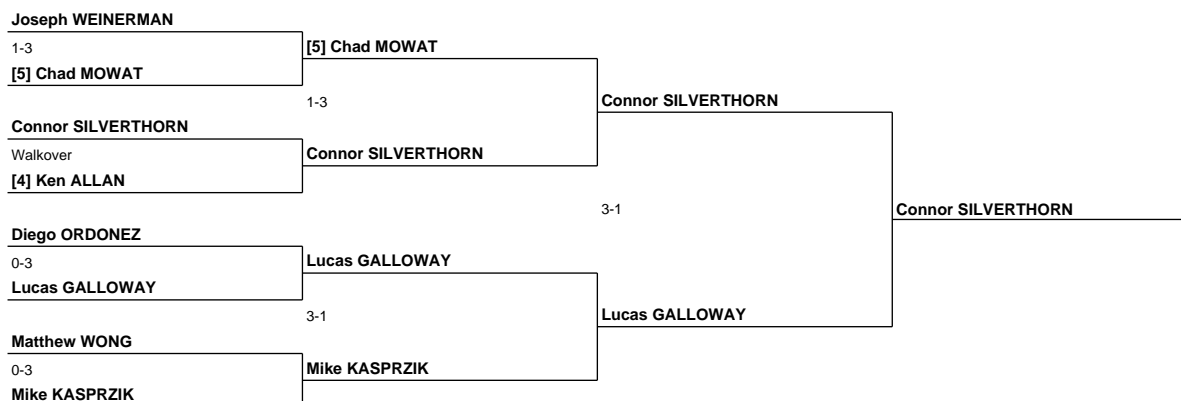 Joseph WEINERMAN
1-3
[5] Chad MOWAT
[5] Chad MOWAT
1-3
Connor SILVERTHORN
Connor SILVERTHORN
Walkover
Connor SILVERTHORN
[4] Ken ALLAN
3-1
Connor SILVERTHORN
Diego ORDONEZ
0-3
Lucas GALLOWAY
Lucas GALLOWAY
3-1
Lucas GALLOWAY
Matthew WONG
0-3
Mike KASPRZIK
Mike KASPRZIK